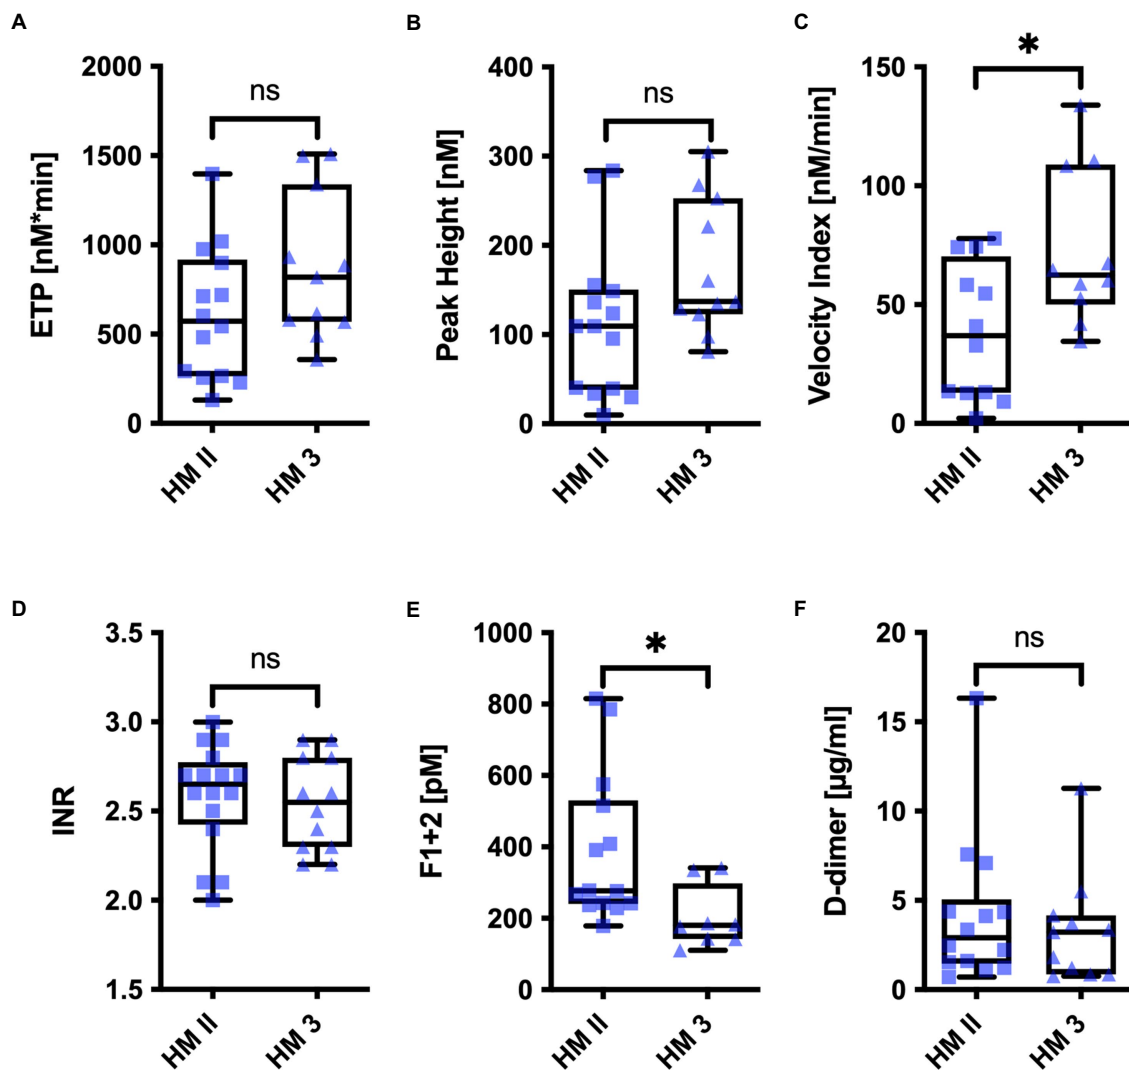 A
ETP [nM*min]
2000
1500
1000
500
0
ns
HM II
HM 3
B
Peak Height [nM]
400
300
200
100
0
ns
HM II
HM 3
C
Velocity Index [nM/min]
150
100
50
0
*
HM II
HM 3
D
INR
3.5
3.0
2.5
2.0
1.5
ns
HM II
HM 3
E
F1+2 [pM]
1000
800
600
400
200
0
*
HM II
HM 3
F
D-dimer [µg/ml]
20
15
10
5
0
ns
HM II
HM 3